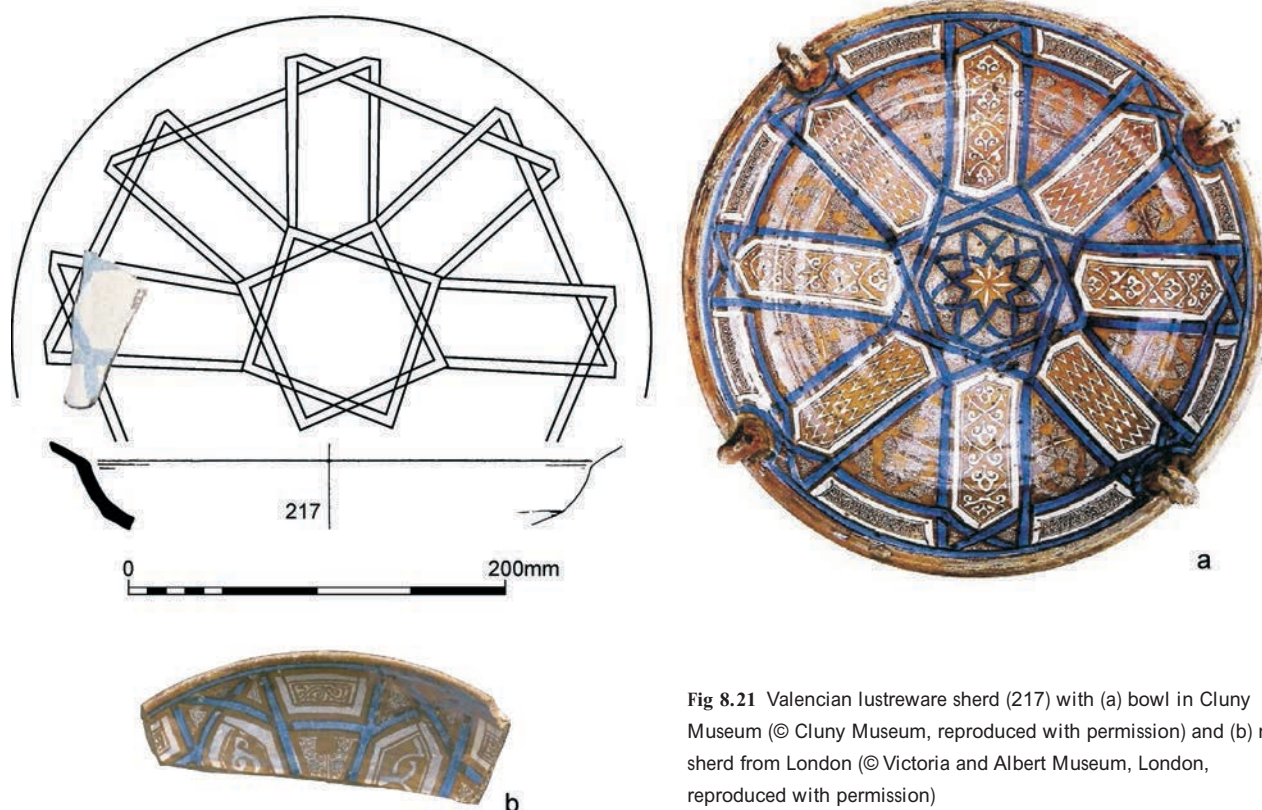 217
0 200mm
a
b
Fig 8.21 Valencian lustreware sherd (217) with (a) bowl in Cluny
Museum (© Cluny Museum, reproduced with permission) and (b)
sherd from London (© Victoria and Albert Museum, London,
reproduced with permission)